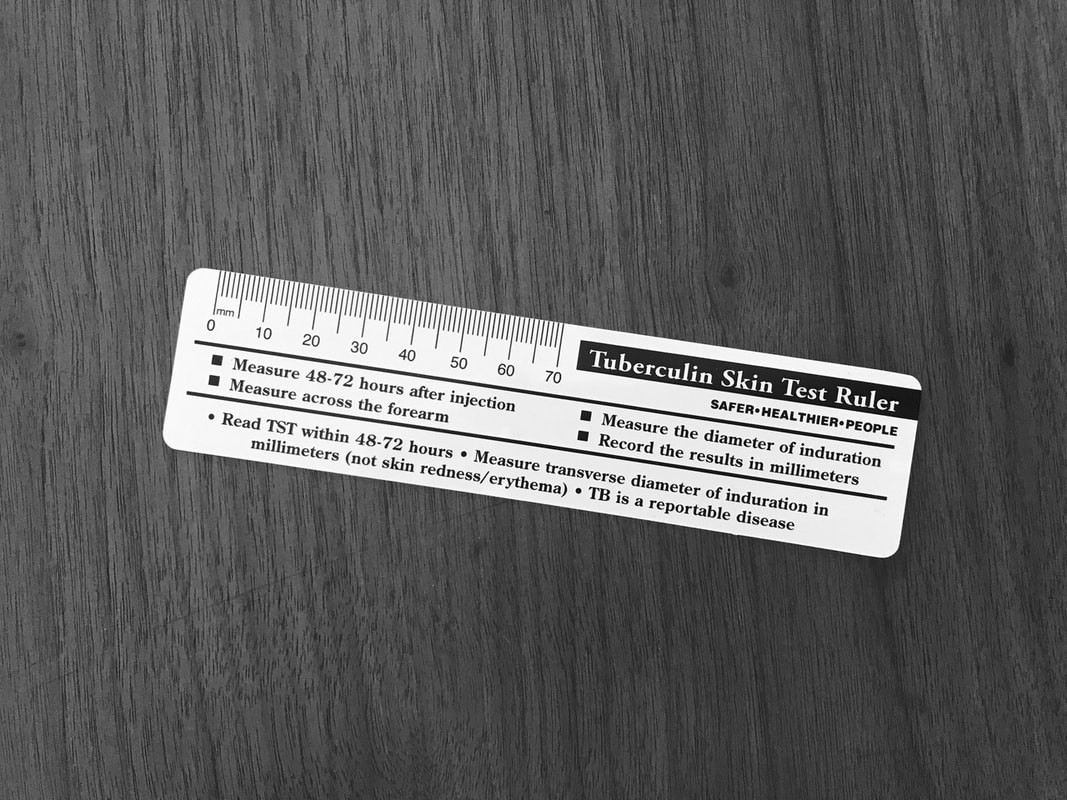 mm
0 10 20 30 40 50 60 70
Tuberculin Skin Test Ruler
SAFER•HEALTHIER•PEOPLE
■ Measure 48-72 hours after injection
■ Measure across the forearm
■ Measure the diameter of induration
■ Record the results in millimeters
• Read TST within 48-72 hours • Measure transverse diameter of induration in
millimeters (not skin redness/erythema) • TB is a reportable disease